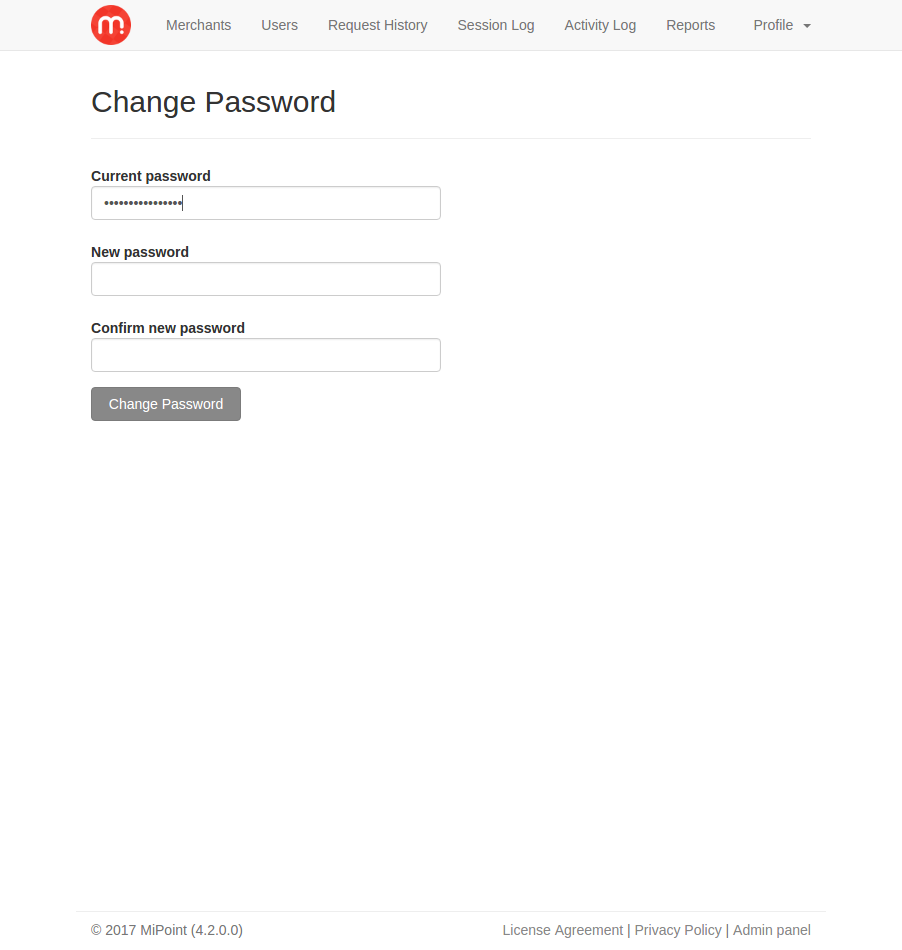 m
Merchants Users Request History Session Log Activity Log Reports Profile
Change Password
Current password
••••••••••••••••
New password
Confirm new password
Change Password
© 2017 MiPoint (4.2.0.0) License Agreement | Privacy Policy | Admin panel